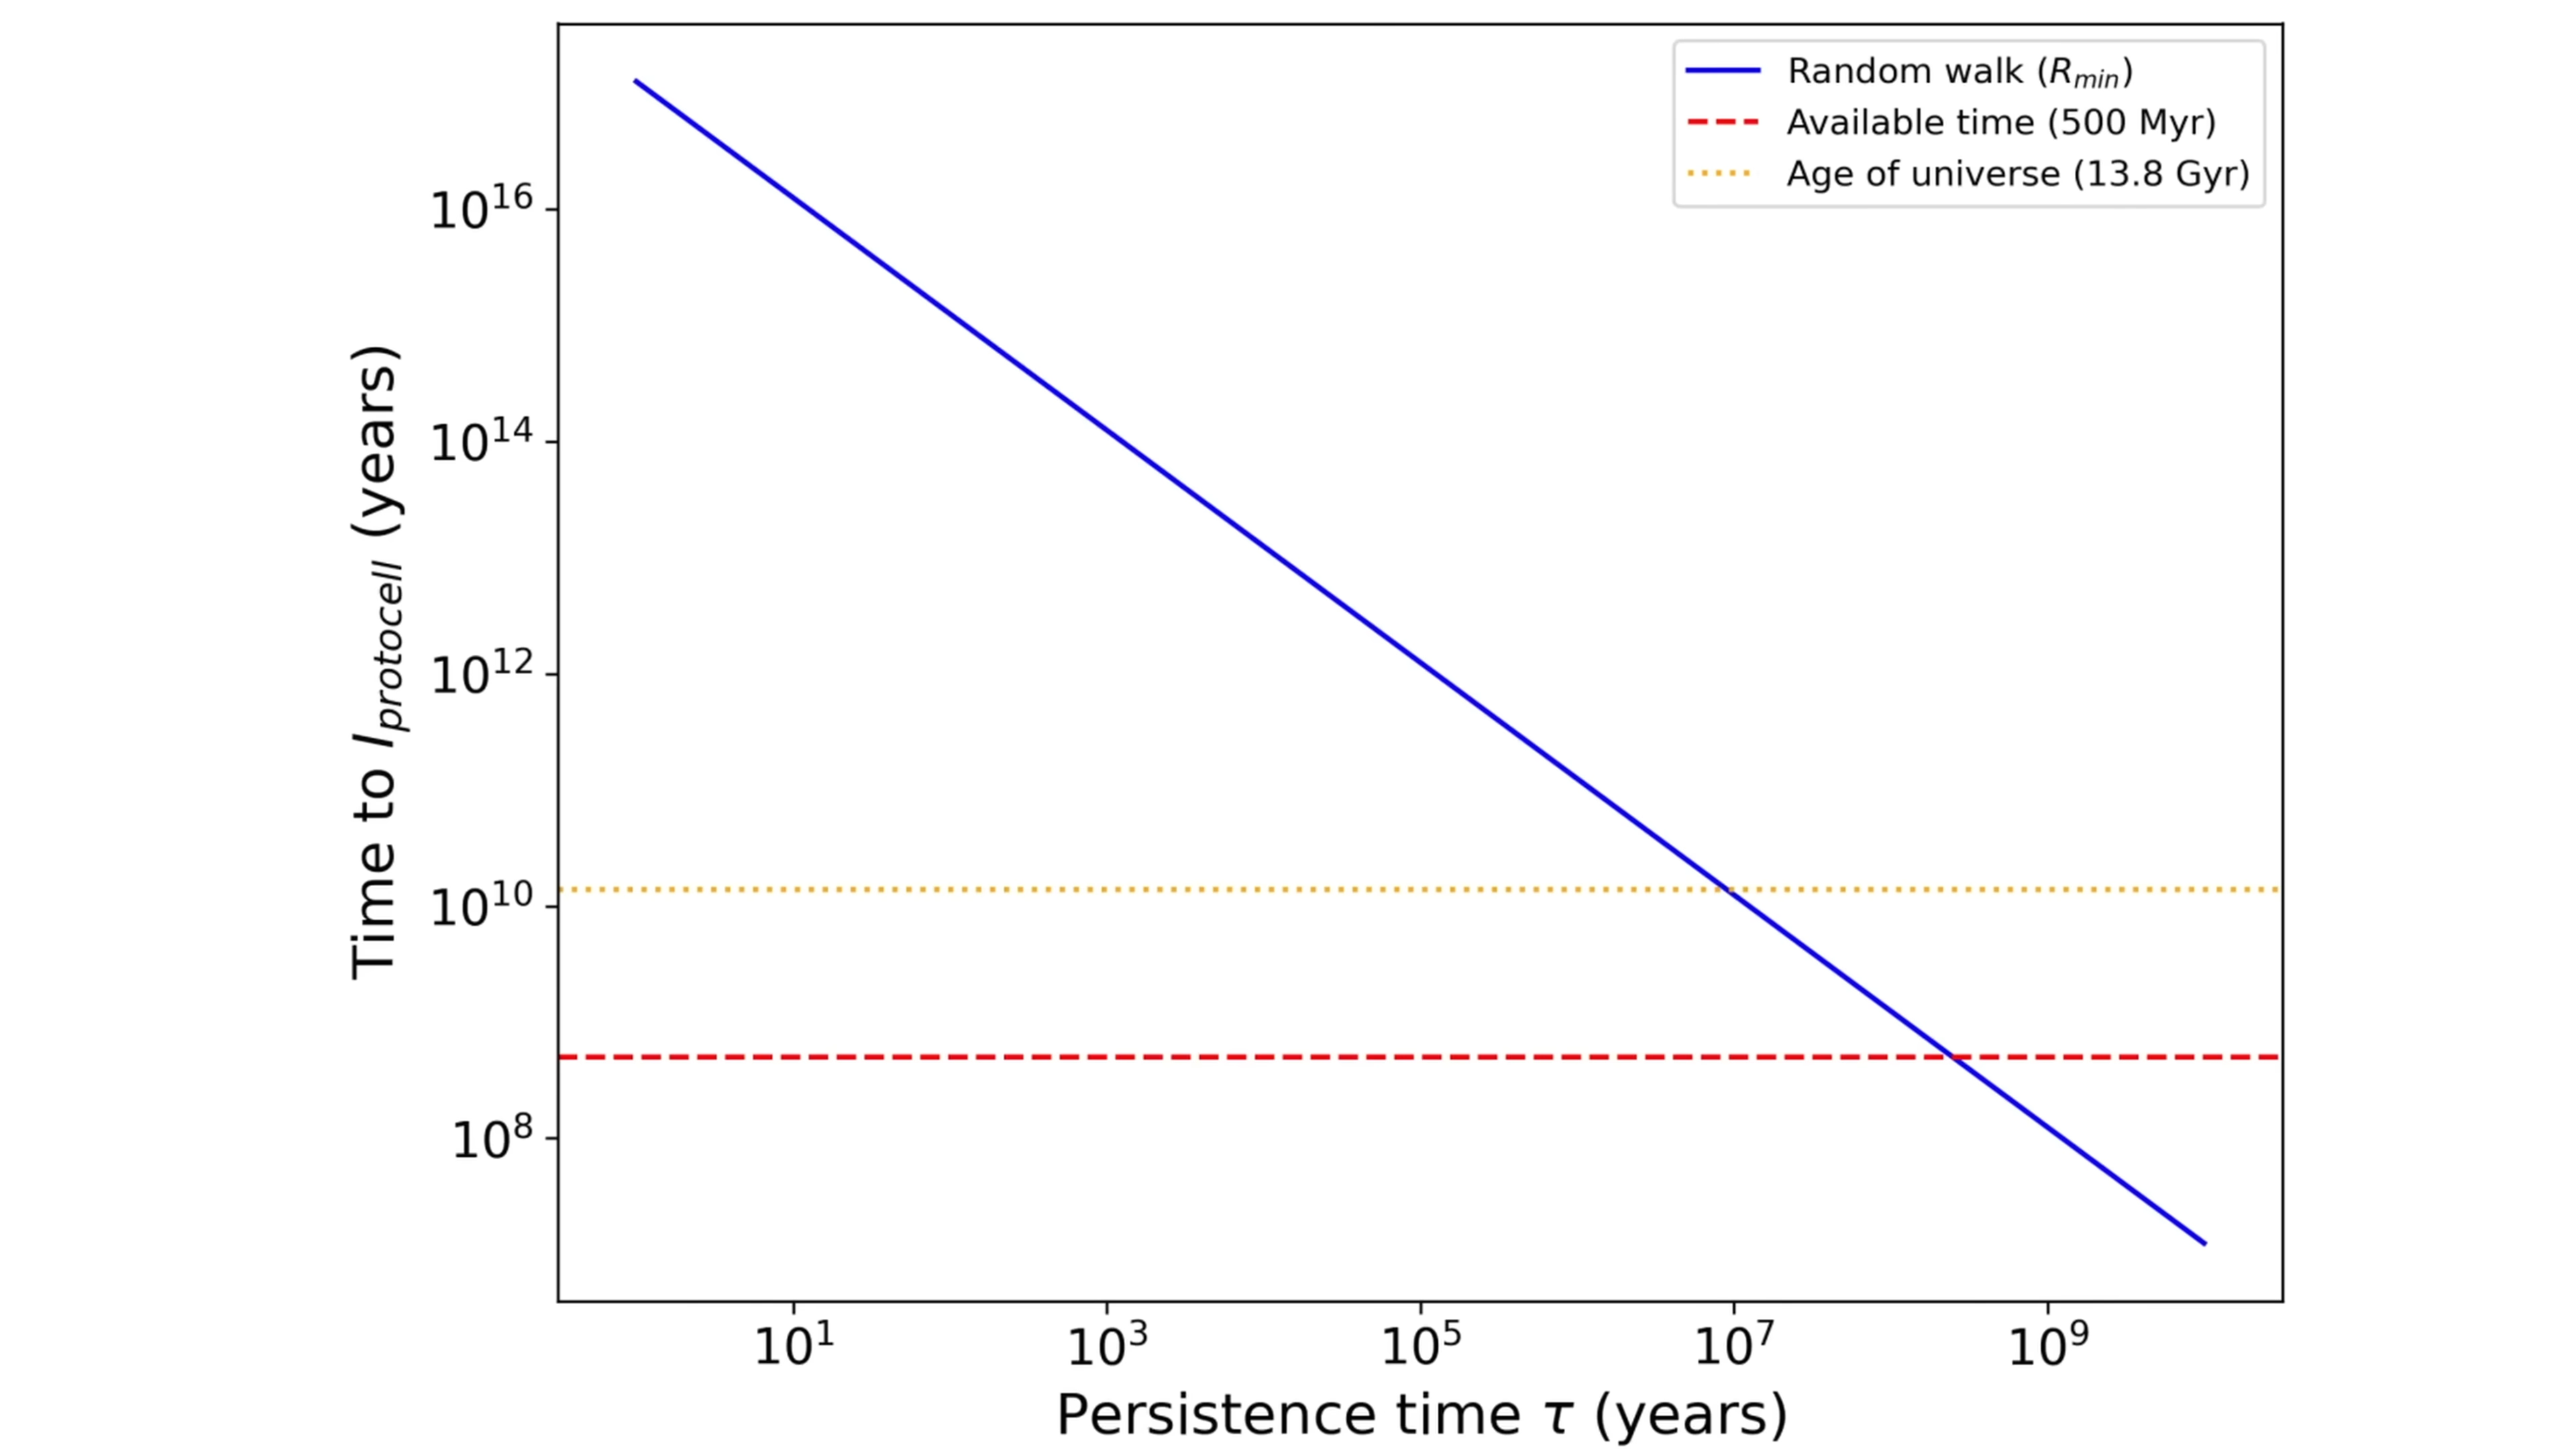 Random walk (R_min)
Available time (500 Myr)
Age of universe (13.8 Gyr)
Time to I_protocell (years)
10^16
10^14
10^12
10^10
10^8
10^1 10^3 10^5 10^7 10^9
Persistence time τ (years)